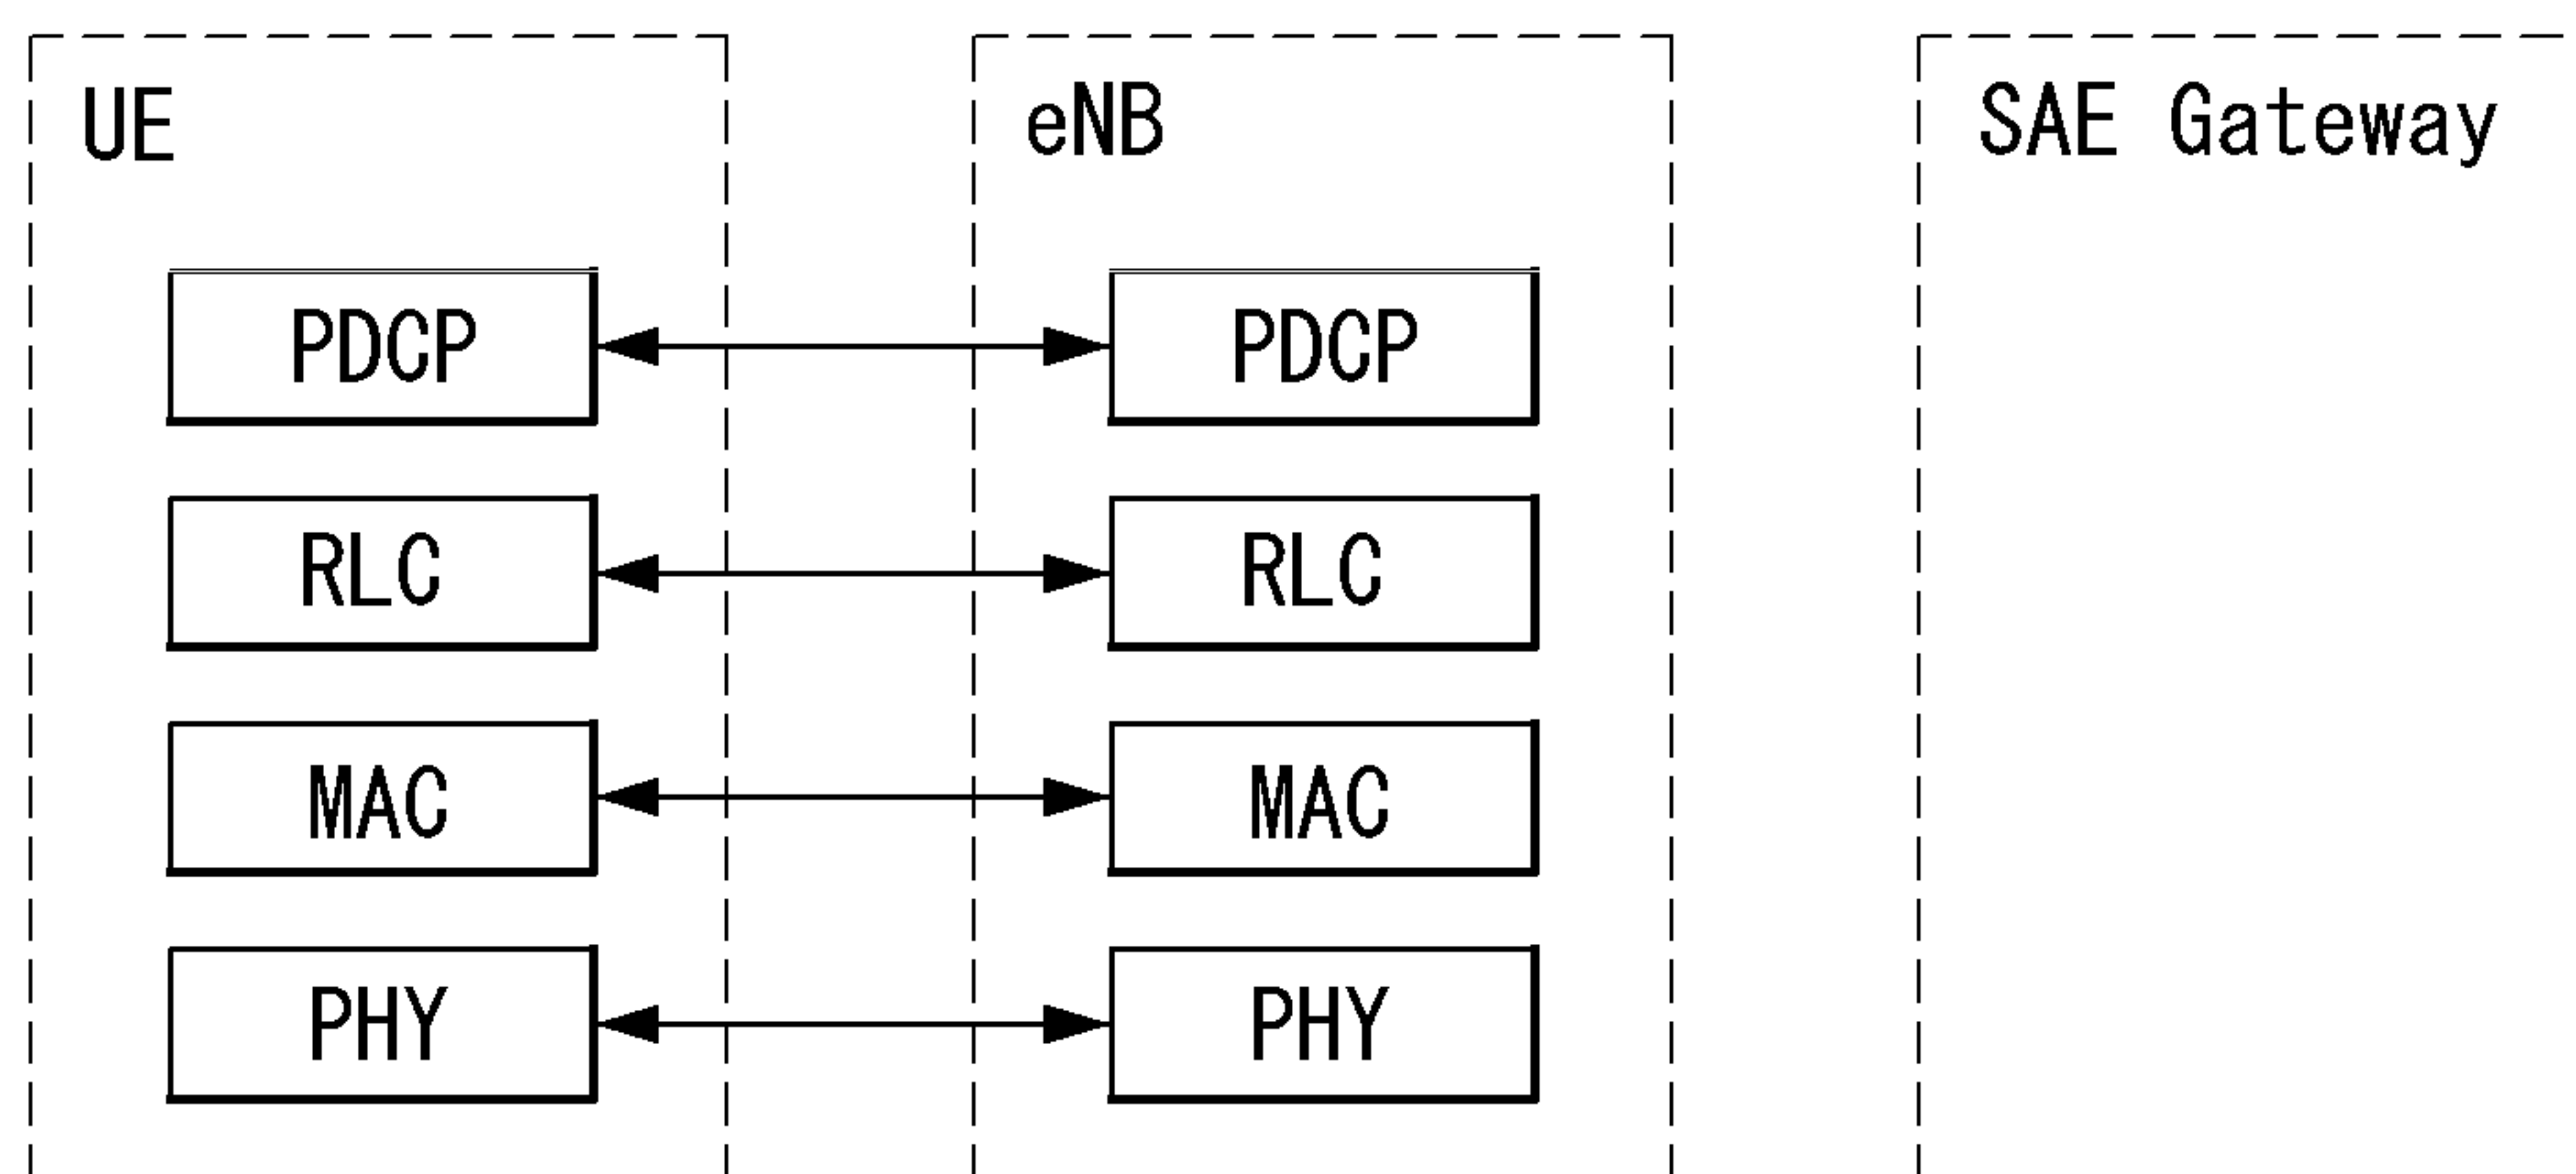 UE
eNB
SAE Gateway
PDCP
PDCP
RLC
RLC
MAC
MAC
PHY
PHY